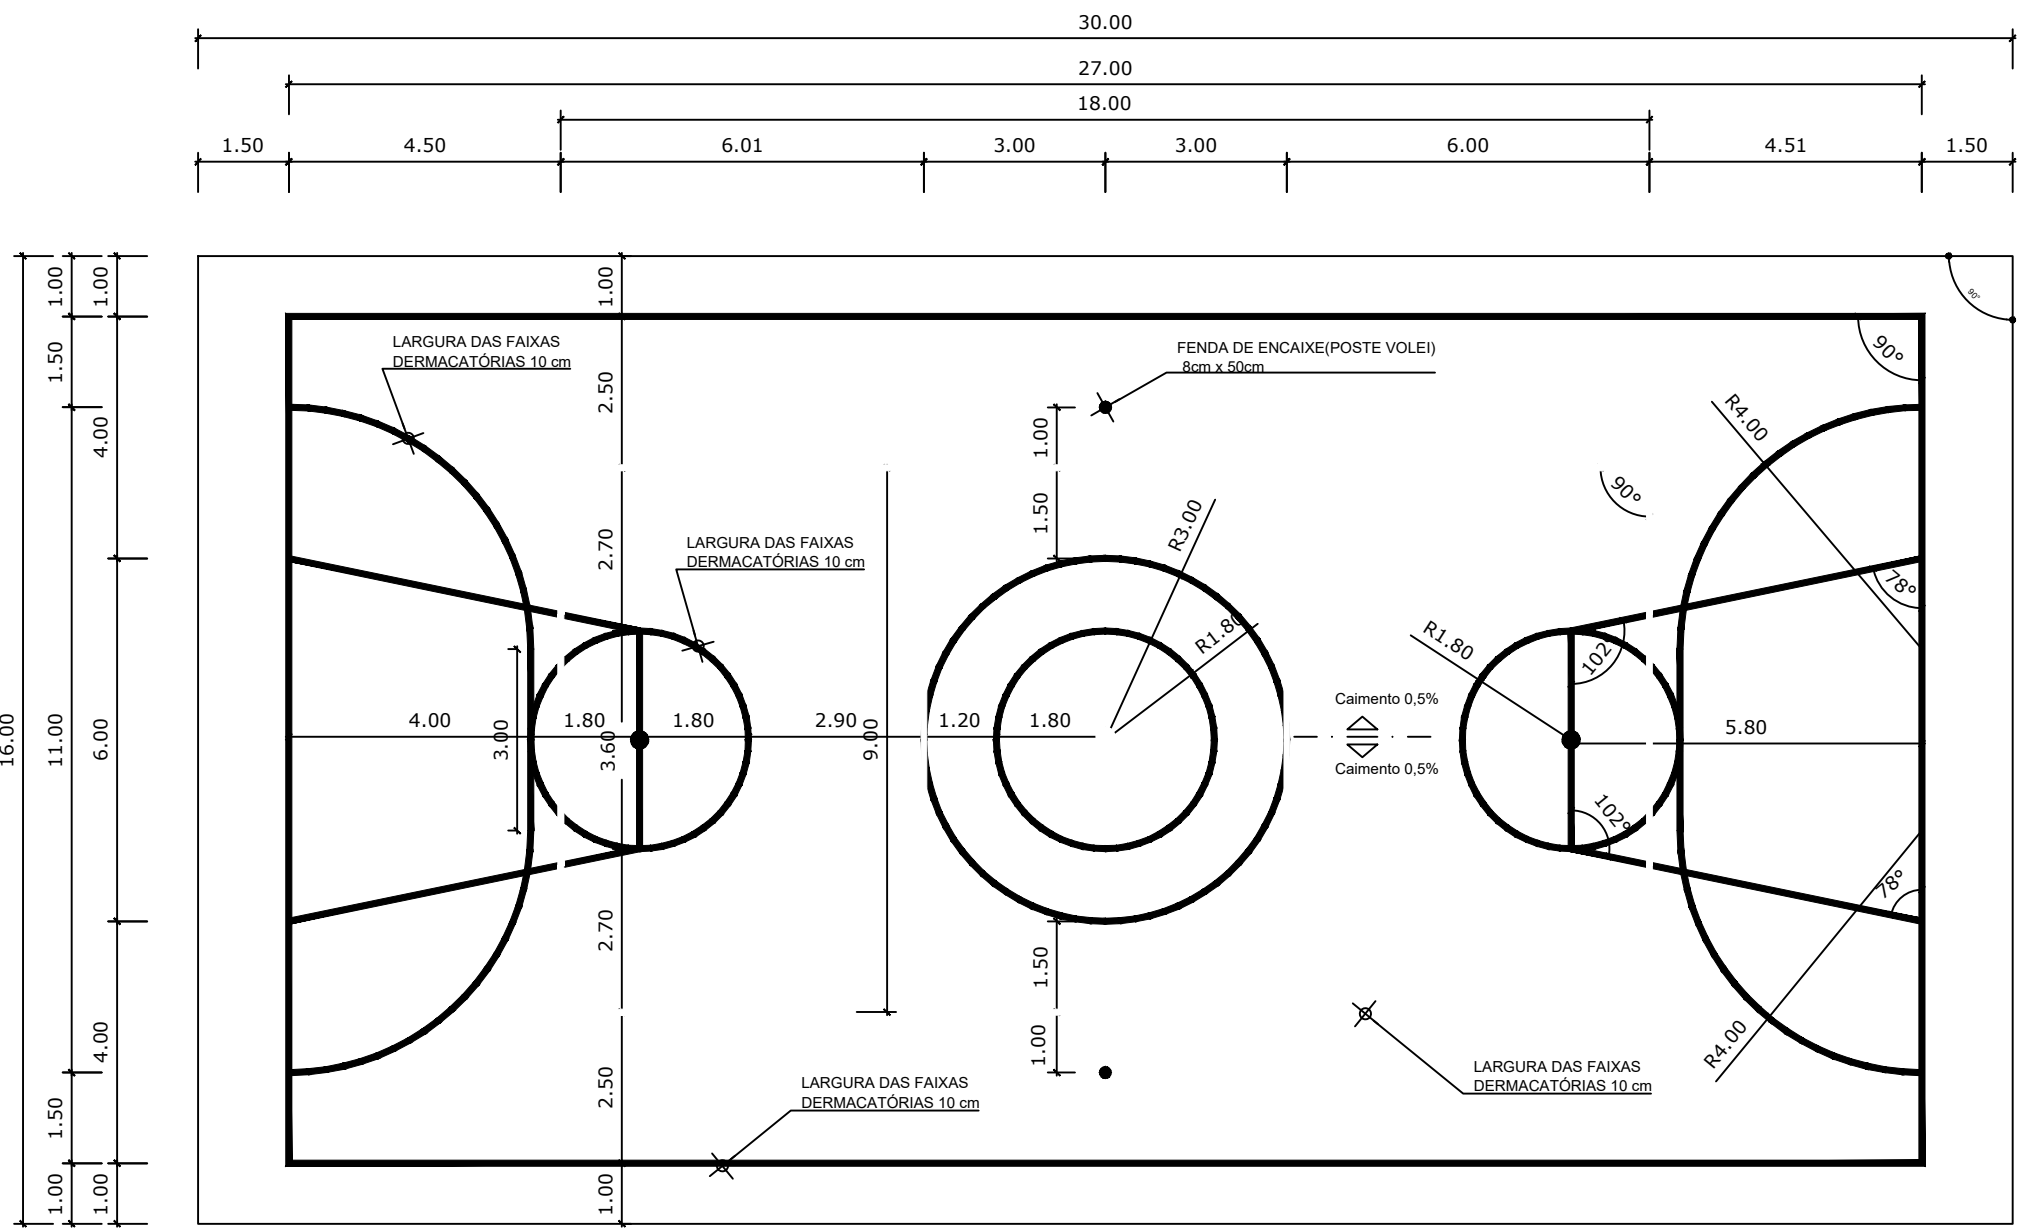 30.00
27.00
18.00
1.50
4.50
6.01
3.00
3.00
6.00
4.51
1.50
1.00
1.00
1.00
90°
LARGURA DAS FAIXAS
DERMACATÓRIAS 10 cm
FENDA DE ENCAIXE(POSTE VOLEI)
8cm x 50cm
90°
1.50
2.50
4.00
1.00
R4.00
1.50
90°
R3.00
LARGURA DAS FAIXAS
DERMACATÓRIAS 10 cm
2.70
78°
R1.80
R1.80
102°
Caimento 0,5%
16.00
11.00
6.00
4.00
3.00
1.80
3.60
1.80
2.90
9.00
1.20
1.80
5.80
Caimento 0,5%
102°
78°
2.70
1.50
4.00
1.00
R4.00
LARGURA DAS FAIXAS
DERMACATÓRIAS 10 cm
LARGURA DAS FAIXAS
DERMACATÓRIAS 10 cm
2.50
1.50
1.00
1.00
1.00